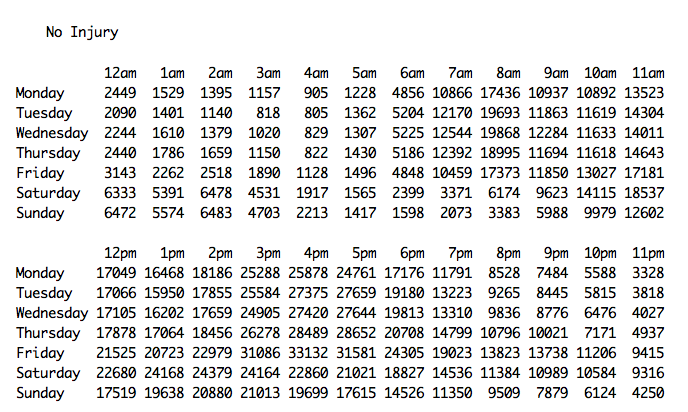 No Injury
12am 1am 2am 3am 4am 5am 6am 7am 8am 9am 10am 11am
Monday 2449 1529 1395 1157 905 1228 4856 10866 17436 10937 10892 13523
Tuesday 2090 1401 1140 818 805 1362 5204 12170 19693 11863 11619 14304
Wednesday 2244 1610 1379 1020 829 1307 5225 12544 19868 12284 11633 14011
Thursday 2440 1786 1659 1150 822 1430 5186 12392 18995 11694 11618 14643
Friday 3143 2262 2518 1890 1128 1496 4848 10459 17373 11850 13027 17181
Saturday 6333 5391 6478 4531 1917 1565 2399 3371 6174 9623 14115 18537
Sunday 6472 5574 6483 4703 2213 1417 1598 2073 3383 5988 9979 12602
12pm 1pm 2pm 3pm 4pm 5pm 6pm 7pm 8pm 9pm 10pm 11pm
Monday 17049 16468 18186 25288 25878 24761 17176 11791 8528 7484 5588 3328
Tuesday 17066 15950 17855 25584 27375 27659 19180 13223 9265 8445 5815 3818
Wednesday 17105 16202 17659 24905 27420 27644 19813 13310 9836 8776 6476 4027
Thursday 17878 17064 18456 26278 28489 28652 20708 14799 10796 10021 7171 4937
Friday 21525 20723 22979 31086 33132 31581 24305 19023 13823 13738 11206 9415
Saturday 22680 24168 24379 24164 22860 21021 18827 14536 11384 10989 10584 9316
Sunday 17519 19638 20880 21013 19699 17615 14526 11350 9509 7879 6124 4250